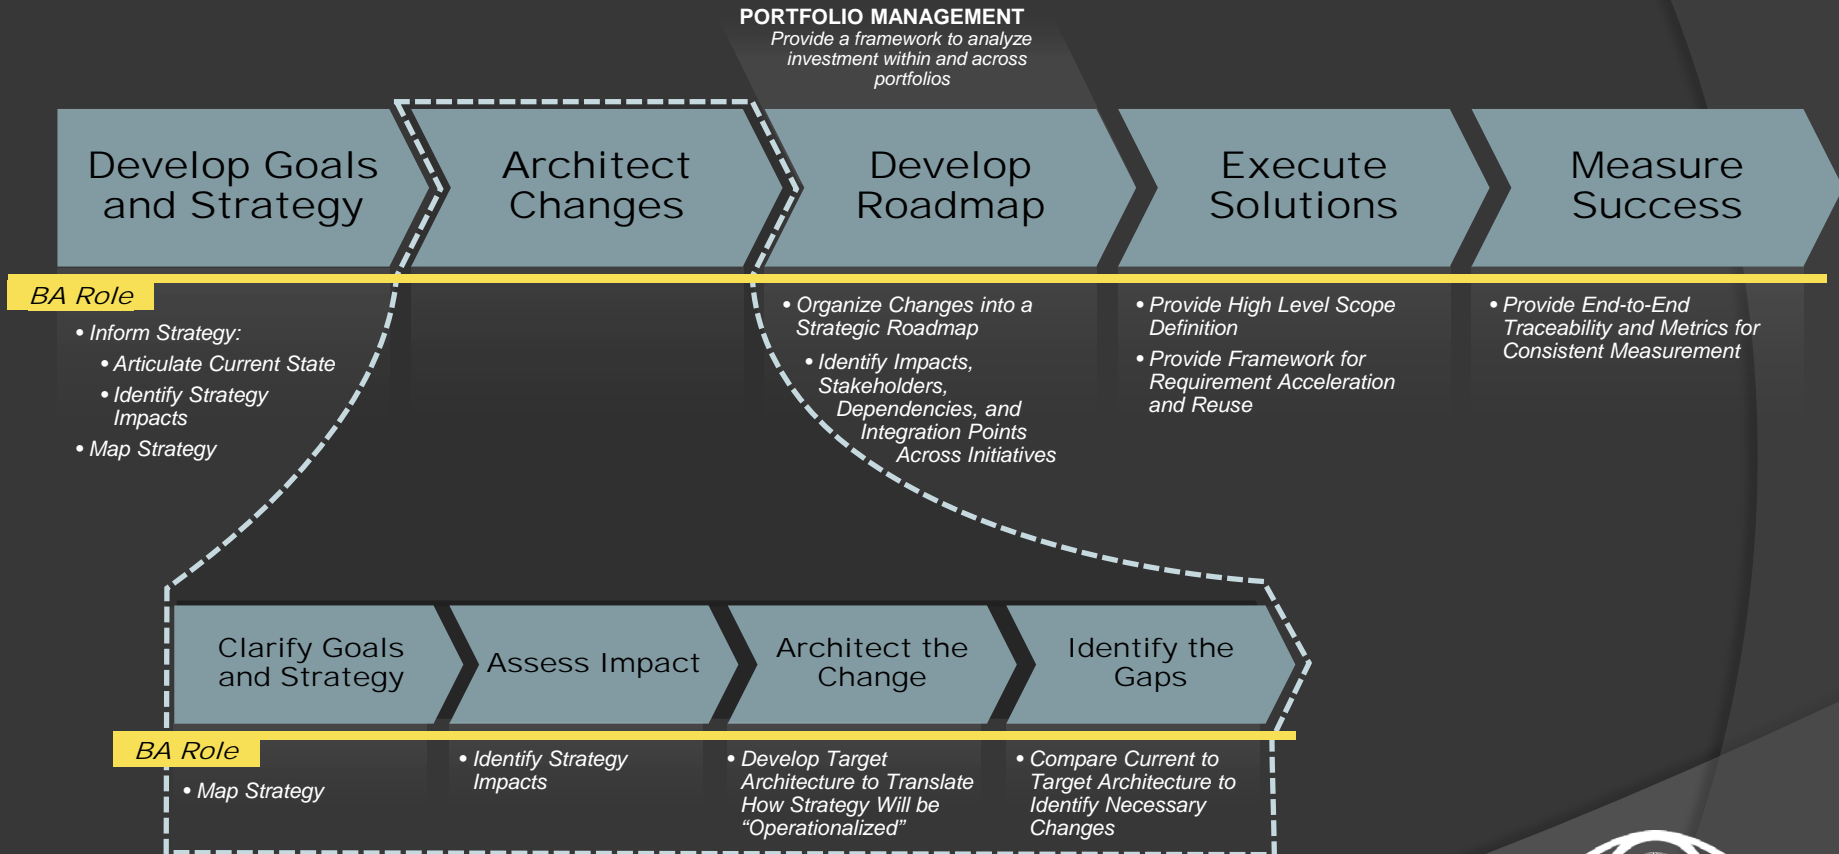 PORTFOLIO MANAGEMENT
Provide a framework to analyze
investment within and across
portfolios
Develop Goals
and Strategy
Architect
Changes
Develop
Roadmap
Execute
Solutions
Measure
Success
BA Role
• Inform Strategy:
• Articulate Current State
• Identify Strategy
Impacts
• Map Strategy
• Organize Changes into a
Strategic Roadmap
• Identify Impacts,
Stakeholders,
Dependencies, and
Integration Points
Across Initiatives
• Provide High Level Scope
Definition
• Provide Framework for
Requirement Acceleration
and Reuse
• Provide End-to-End
Traceability and Metrics for
Consistent Measurement
Clarify Goals
and Strategy
Assess Impact
Architect the
Change
Identify the
Gaps
BA Role
• Map Strategy
• Identify Strategy
Impacts
• Develop Target
Architecture to Translate
How Strategy Will be
“Operationalized”
• Compare Current to
Target Architecture to
Identify Necessary
Changes